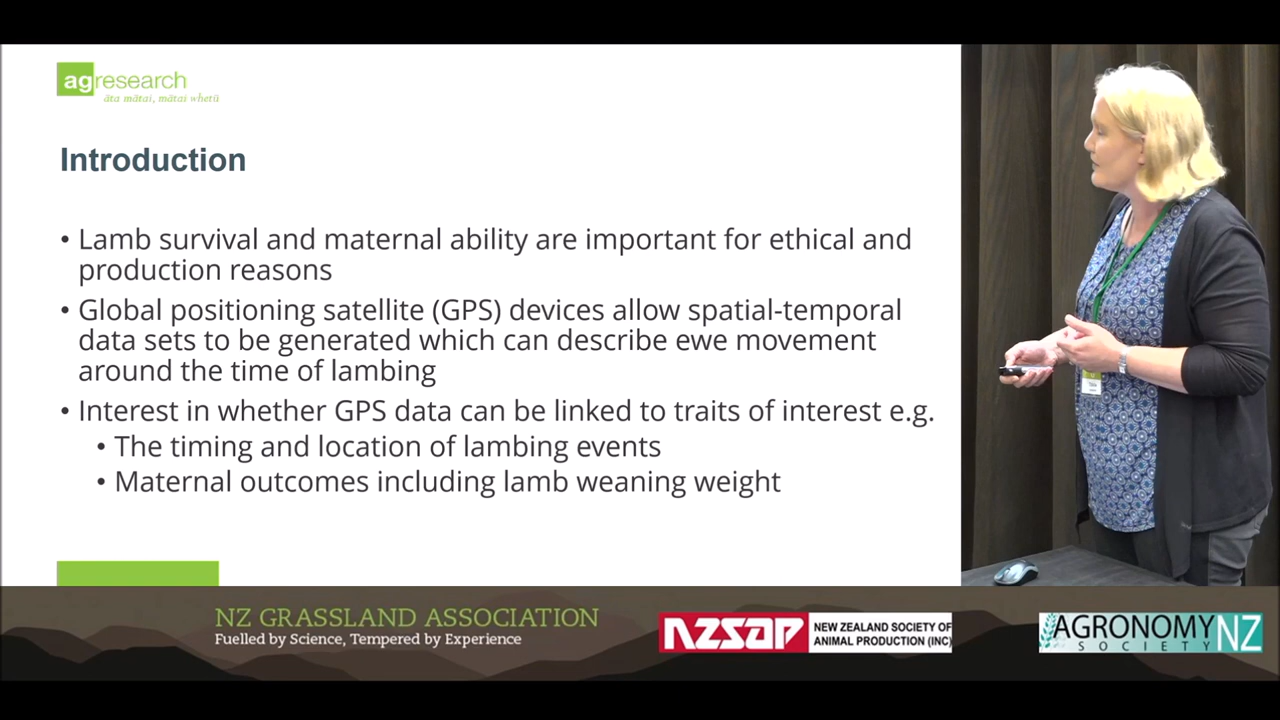 agresearch
āta mātai, mātai whetū
Introduction
• Lamb survival and maternal ability are important for ethical and
production reasons
• Global positioning satellite (GPS) devices allow spatial-temporal
data sets to be generated which can describe ewe movement
around the time of lambing
• Interest in whether GPS data can be linked to traits of interest e.g.
• The timing and location of lambing events
• Maternal outcomes including lamb weaning weight
NZ GRASSLAND ASSOCIATION
Fuelled by Science, Tempered by Experience
NZSAP
NEW ZEALAND SOCIETY OF
ANIMAL PRODUCTION (INC)
AGRONOMY NZ
SOCIETY